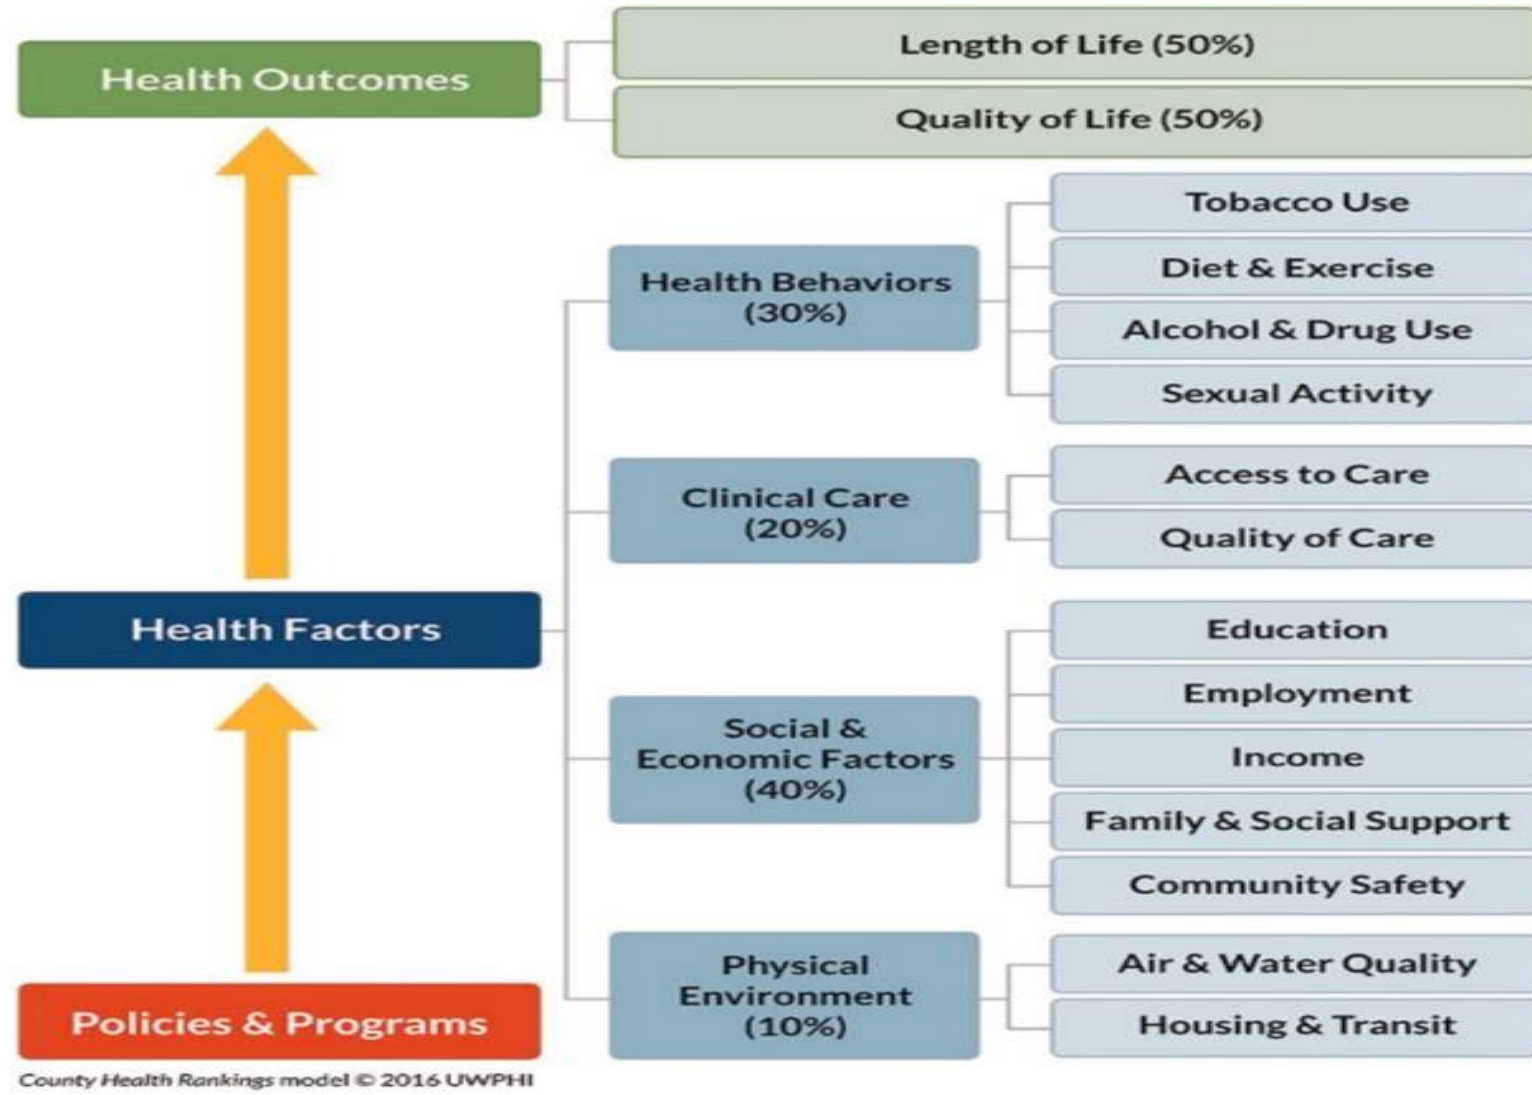 Health Outcomes
Length of Life (50%)
Quality of Life (50%)
Health Factors
Health Behaviors
(30%)
Tobacco Use
Diet & Exercise
Alcohol & Drug Use
Sexual Activity
Clinical Care
(20%)
Access to Care
Quality of Care
Social &
Economic Factors
(40%)
Education
Employment
Income
Family & Social Support
Community Safety
Physical
Environment
(10%)
Air & Water Quality
Housing & Transit
Policies & Programs
County Health Rankings model © 2016 UWPHI